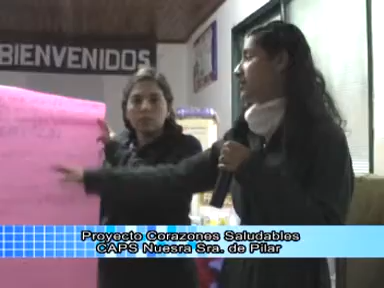 BIENVENIDOS
Proyecto Corazones Saludables
CAPS Nuesra Sra. de Pilar